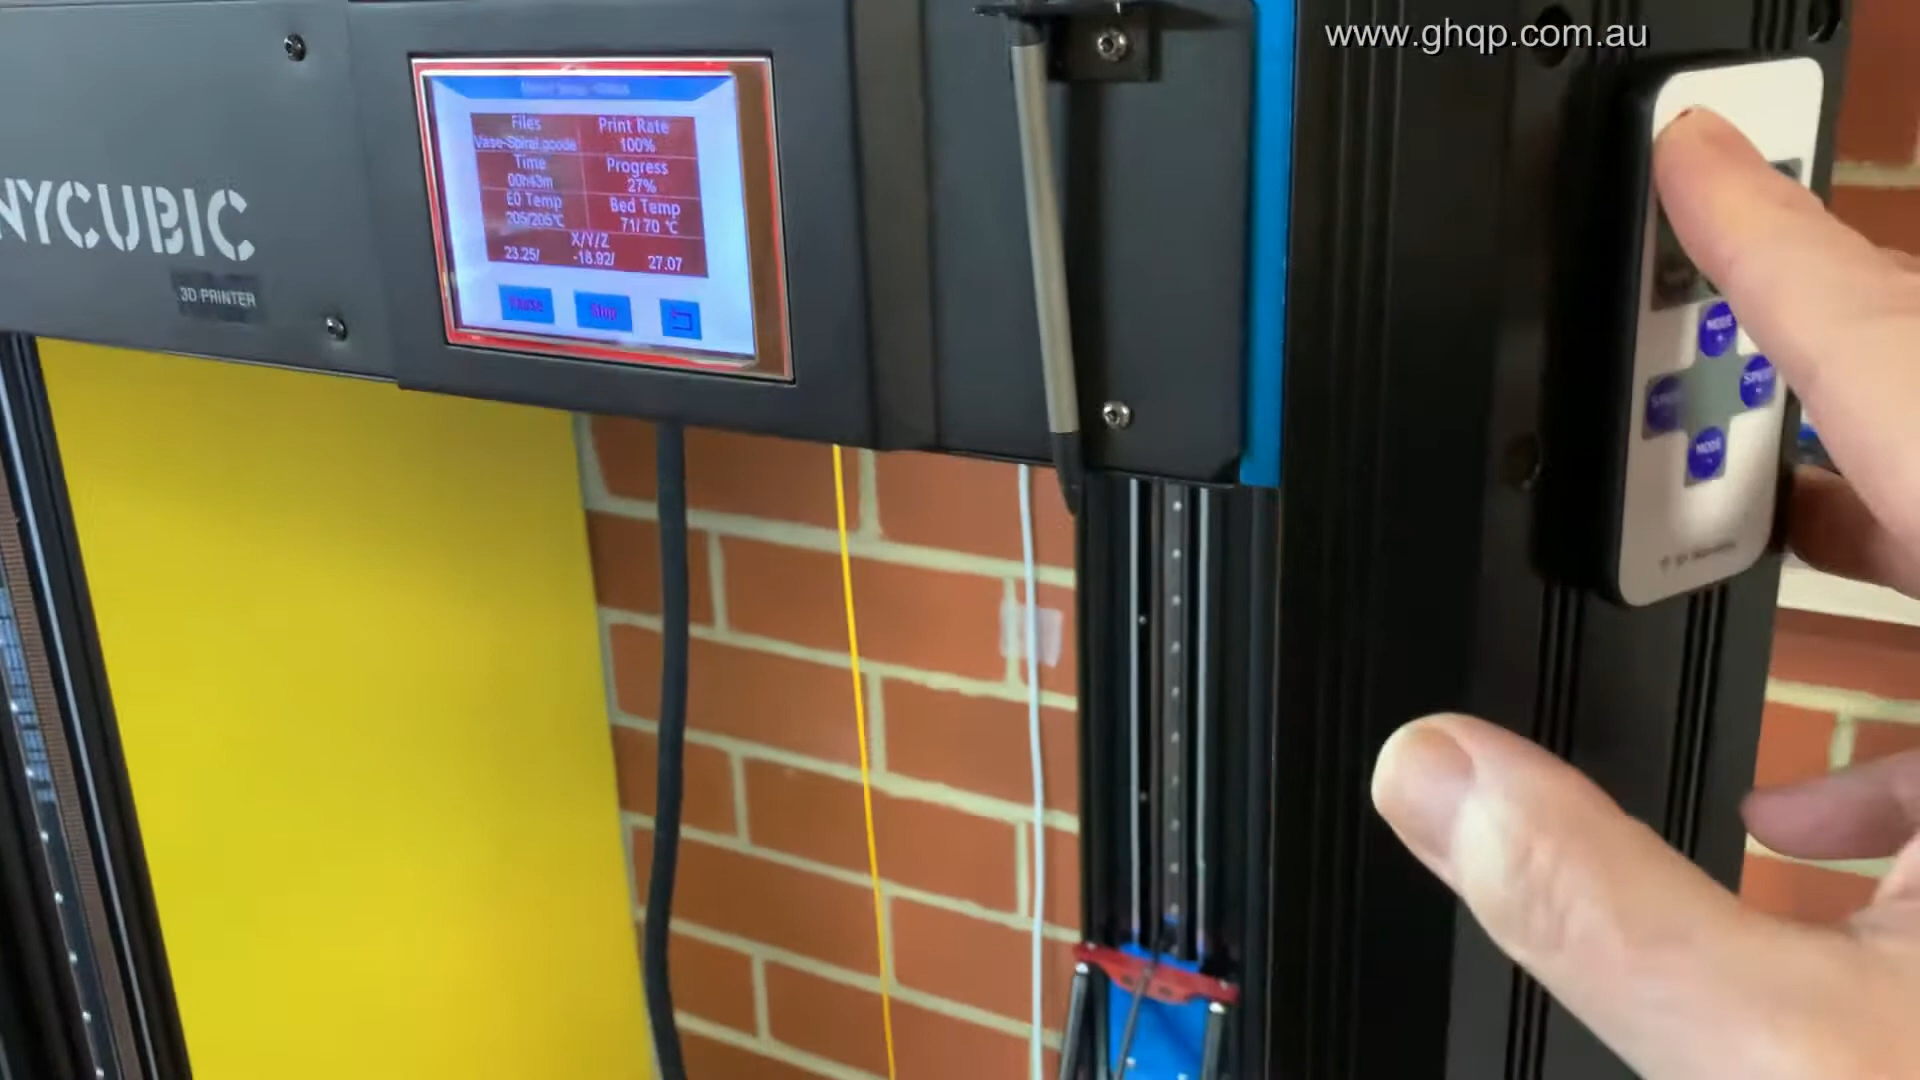 www.ghqp.com.au
NYCUBIC
3D PRINTER
Files
Print Rate
Vase-Spiral.gcode
100%
Time
Progress
00h43m
27%
E0 Temp
Bed Temp
205/205℃
71/70 ℃
X/Y/Z
23.25/ -18.92/ 27.07
Pause
Stop
MODE
SPEED
MODE